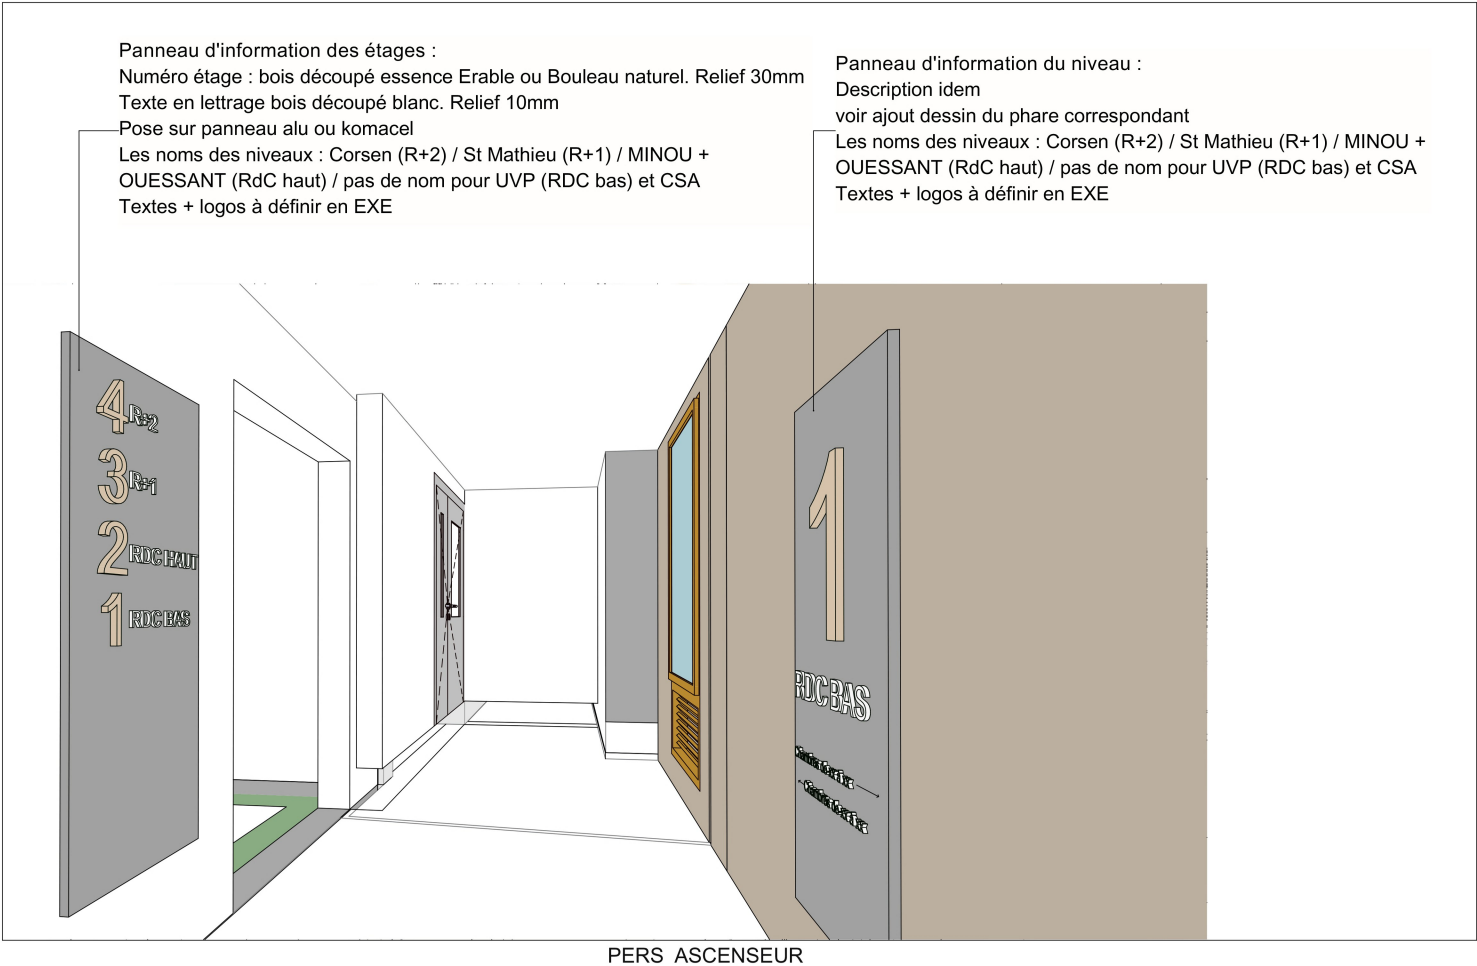 Panneau d'information des étages :
Numéro étage : bois découpé essence Erable ou Bouleau naturel. Relief 30mm
Texte en lettrage bois découpé blanc. Relief 10mm
Pose sur panneau alu ou komacel
Les noms des niveaux : Corsen (R+2) / St Mathieu (R+1) / MINOU +
OUESSANT (RdC haut) / pas de nom pour UVP (RDC bas) et CSA
Textes + logos à définir en EXE
Panneau d'information du niveau :
Description idem
voir ajout dessin du phare correspondant
Les noms des niveaux : Corsen (R+2) / St Mathieu (R+1) / MINOU +
OUESSANT (RdC haut) / pas de nom pour UVP (RDC bas) et CSA
Textes + logos à définir en EXE
4 R+2
3 R+1
2 RDC HAUT
1 RDC BAS
1
RDC BAS
PERS ASCENSEUR